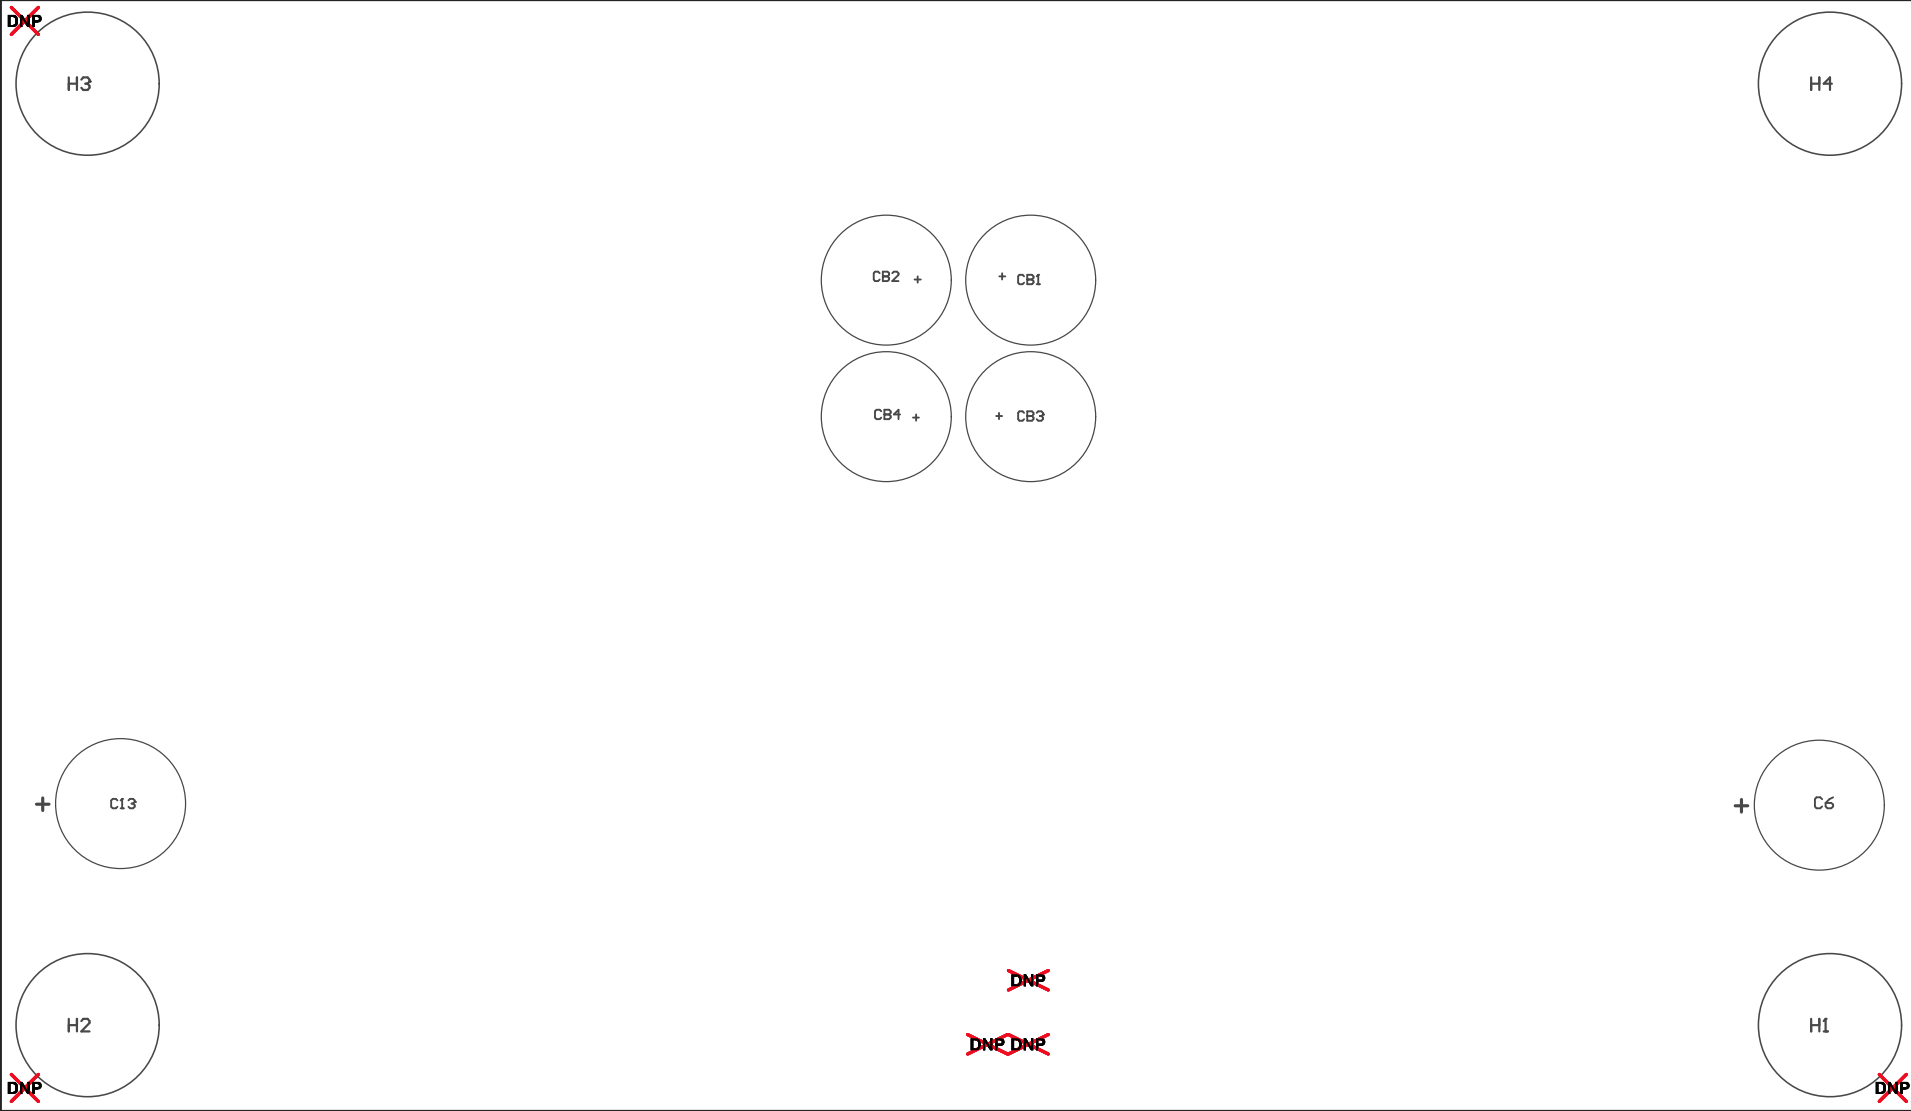 DNP
H3
H4
CB2 +
+ CB1
CB4 +
+ CB3
+ C13
+ C6
DNP
H2
H1
DNP DNP
DNP
DNP